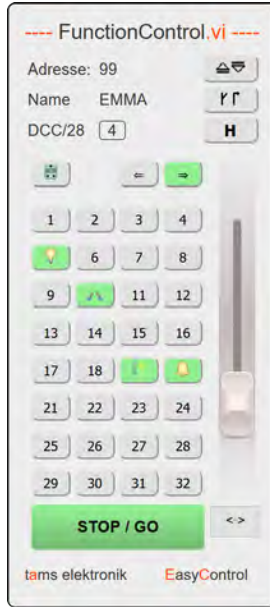 ---- FunctionControl.vi ----
Adresse: 99
Name EMMA
DCC/28 4 H
⇐ ⇒
1 2 3 4
6 7 8
9 11 12
13 14 15 16
17 18
21 22 23 24
25 26 27 28
29 30 31 32
STOP / GO <->
tams elektronik EasyControl